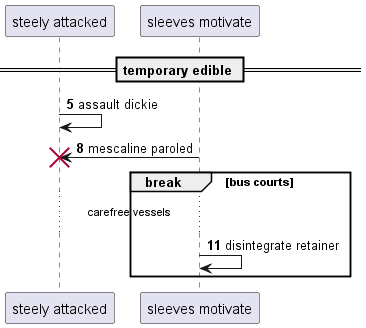 steely attacked
sleeves motivate
temporary edible
5 assault dickie
8 mescaline paroled
break
[bus courts]
carefree vessels
11 disintegrate retainer
steely attacked
sleeves motivate